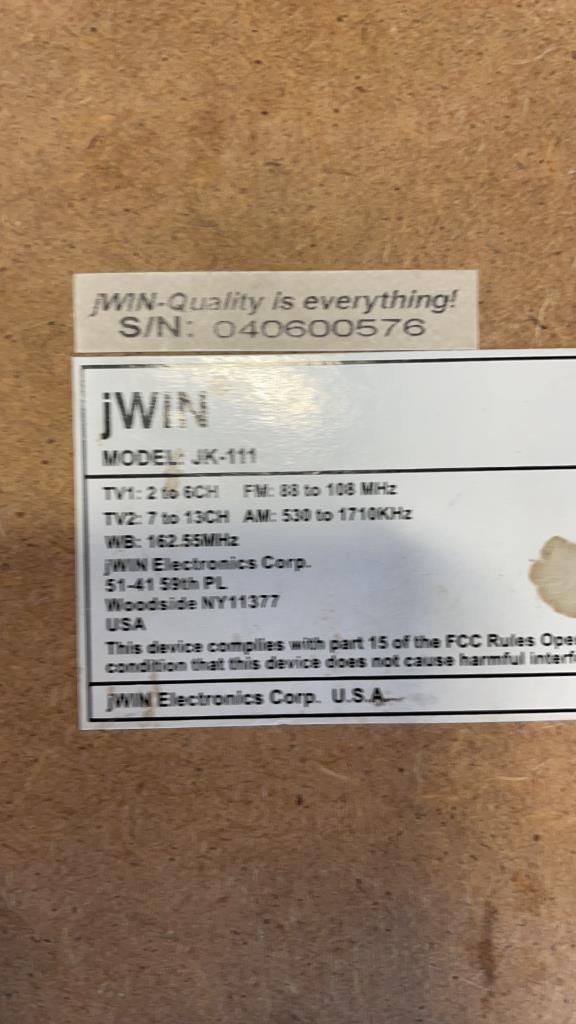 jWIN-Quality is everything!
S/N: 040600576
jWIN
MODEL: JK-111
TV1: 2 to 6CH FM: 88 to 108 MHz
TV2: 7 to 13CH AM: 530 to 1710KHz
WB: 162.55MHz
jWIN Electronics Corp.
51-41 59th PL
Woodside NY11377
USA
This device complies with part 15 of the FCC Rules Oper
condition that this device does not cause harmful interf
jWIN Electronics Corp. U.S.A.